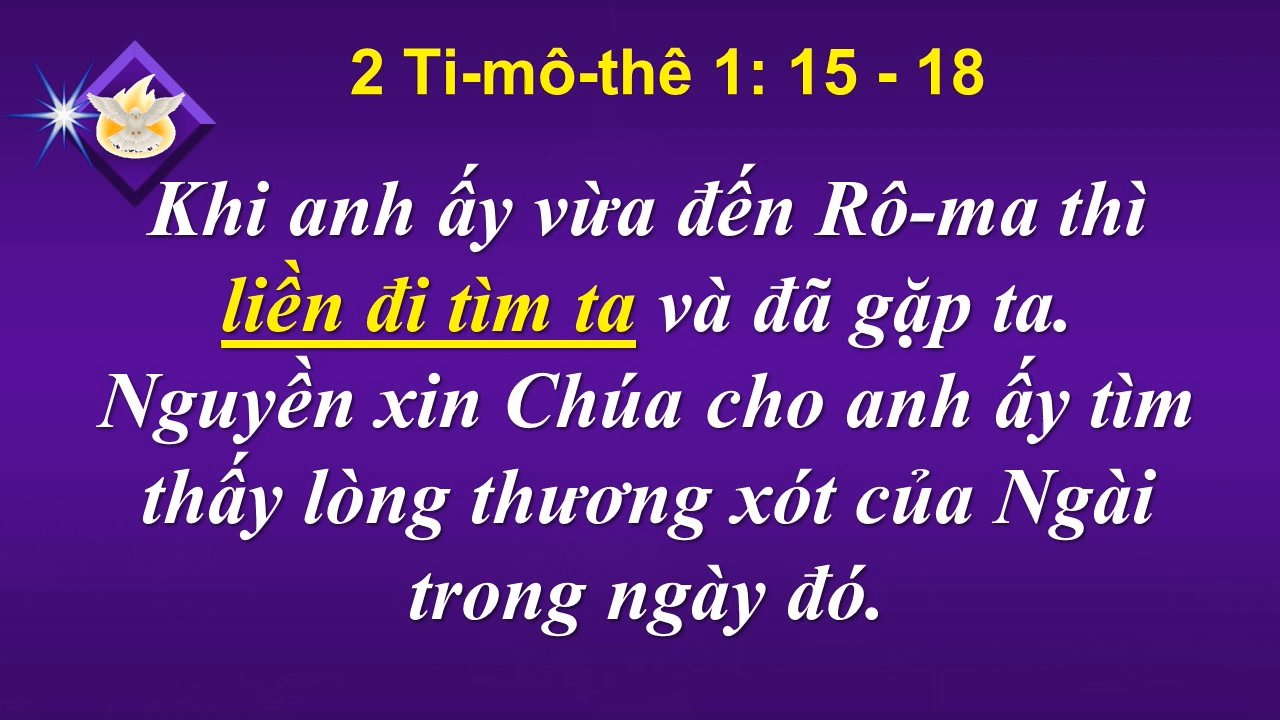 2 Ti-mô-thê 1: 15 - 18
Khi anh ấy vừa đến Rô-ma thì
liền đi tìm ta và đã gặp ta.
Nguyền xin Chúa cho anh ấy tìm
thấy lòng thương xót của Ngài
trong ngày đó.